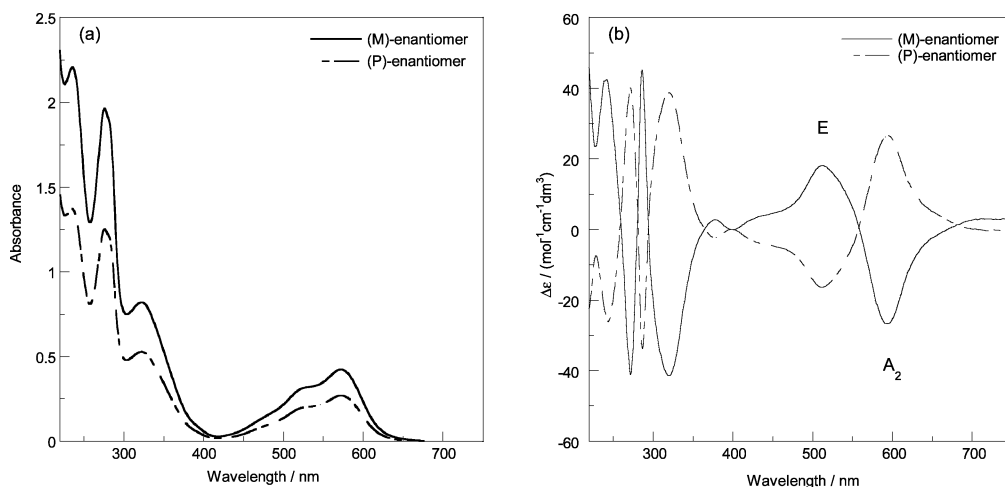 (a)
(M)-enantiomer
(P)-enantiomer
Absorbance
2.5
2
1.5
1
0.5
0
300
400
500
600
700
Wavelength / nm
(b)
(M)-enantiomer
(P)-enantiomer
E
A2
Δε / (mol-1cm-1dm3)
60
40
20
0
-20
-40
-60
300
400
500
600
700
Wavelength / nm